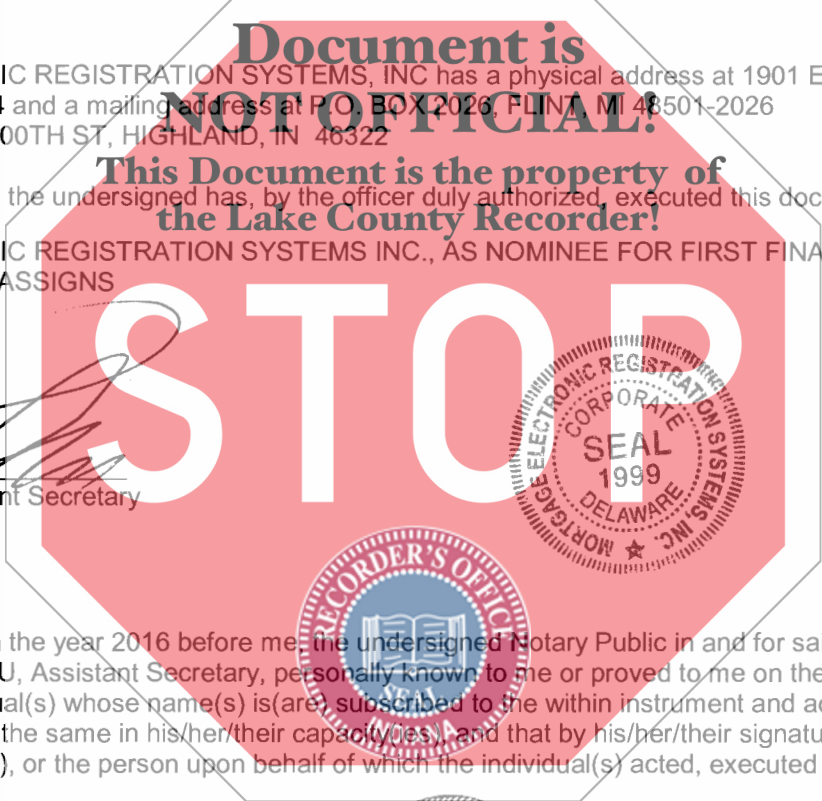 Document is
IC REGISTRATION SYSTEMS, INC has a physical address at 1901 E
and a mailing address at P.O. BOX 2026, FLINT, MI 48501-2026
NOT OFFICIAL!
00TH ST, HIGHLAND, IN 46322
This Document is the property of
the undersigned has, by the officer duly authorized, executed this doc
the Lake County Recorder!
IC REGISTRATION SYSTEMS INC., AS NOMINEE FOR FIRST FINA
ASSIGNS
STOP
MORTGAGE ELECTRONIC REGISTRATION SYSTEMS INC.
CORPORATE
SEAL
1999
DELAWARE
nt Secretary
RECORDER'S OFFICE
SEAL
INDIANA
the year 2016 before me, the undersigned Notary Public in and for sai
U, Assistant Secretary, personally known to me or proved to me on the
al(s) whose name(s) is(are) subscribed to the within instrument and ac
the same in his/her/their capacity(ies), and that by his/her/their signatu
), or the person upon behalf of which the individual(s) acted, executed